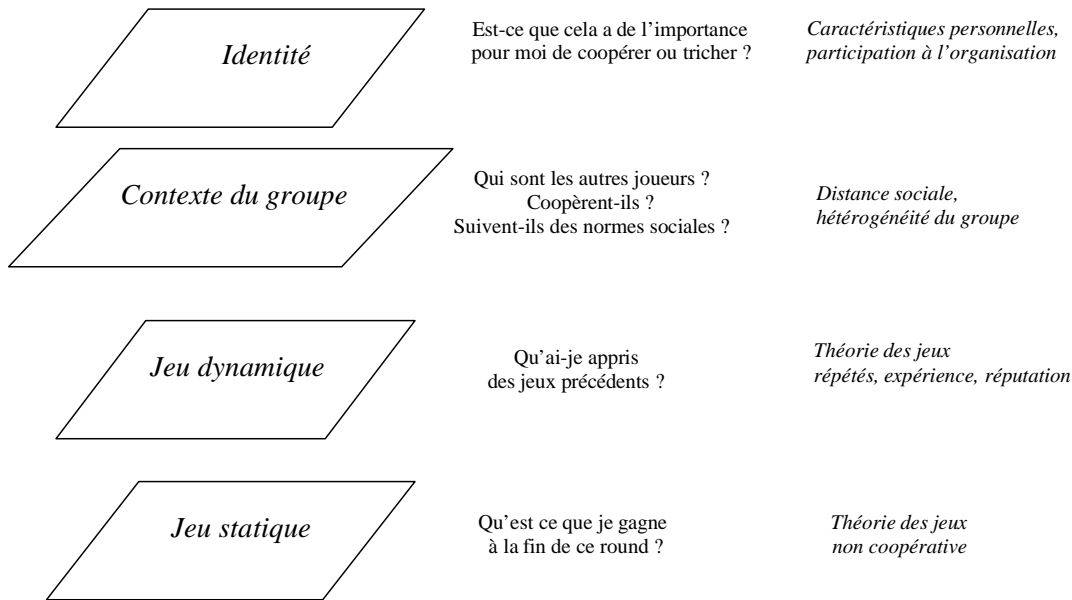 Identité
Est-ce que cela a de l’importance
pour moi de coopérer ou tricher ?
Caractéristiques personnelles,
participation à l’organisation
Contexte du groupe
Qui sont les autres joueurs ?
Coopèrent-ils ?
Suivent-ils des normes sociales ?
Distance sociale,
hétérogénéité du groupe
Jeu dynamique
Qu’ai-je appris
des jeux précédents ?
Théorie des jeux
répétés, expérience, réputation
Jeu statique
Qu’est ce que je gagne
à la fin de ce round ?
Théorie des jeux
non coopérative